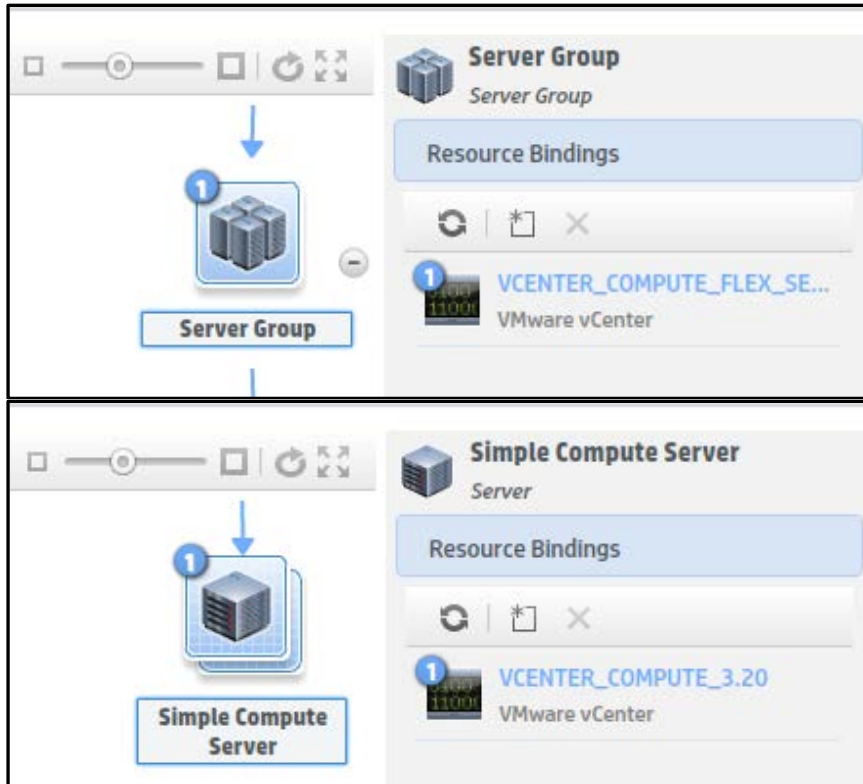 Server Group
Server Group
Resource Bindings
1
Server Group
1
VCENTER_COMPUTE_FLEX_SE...
VMware vCenter
Simple Compute Server
Server
Resource Bindings
1
Simple Compute
Server
1
VCENTER_COMPUTE_3.20
VMware vCenter